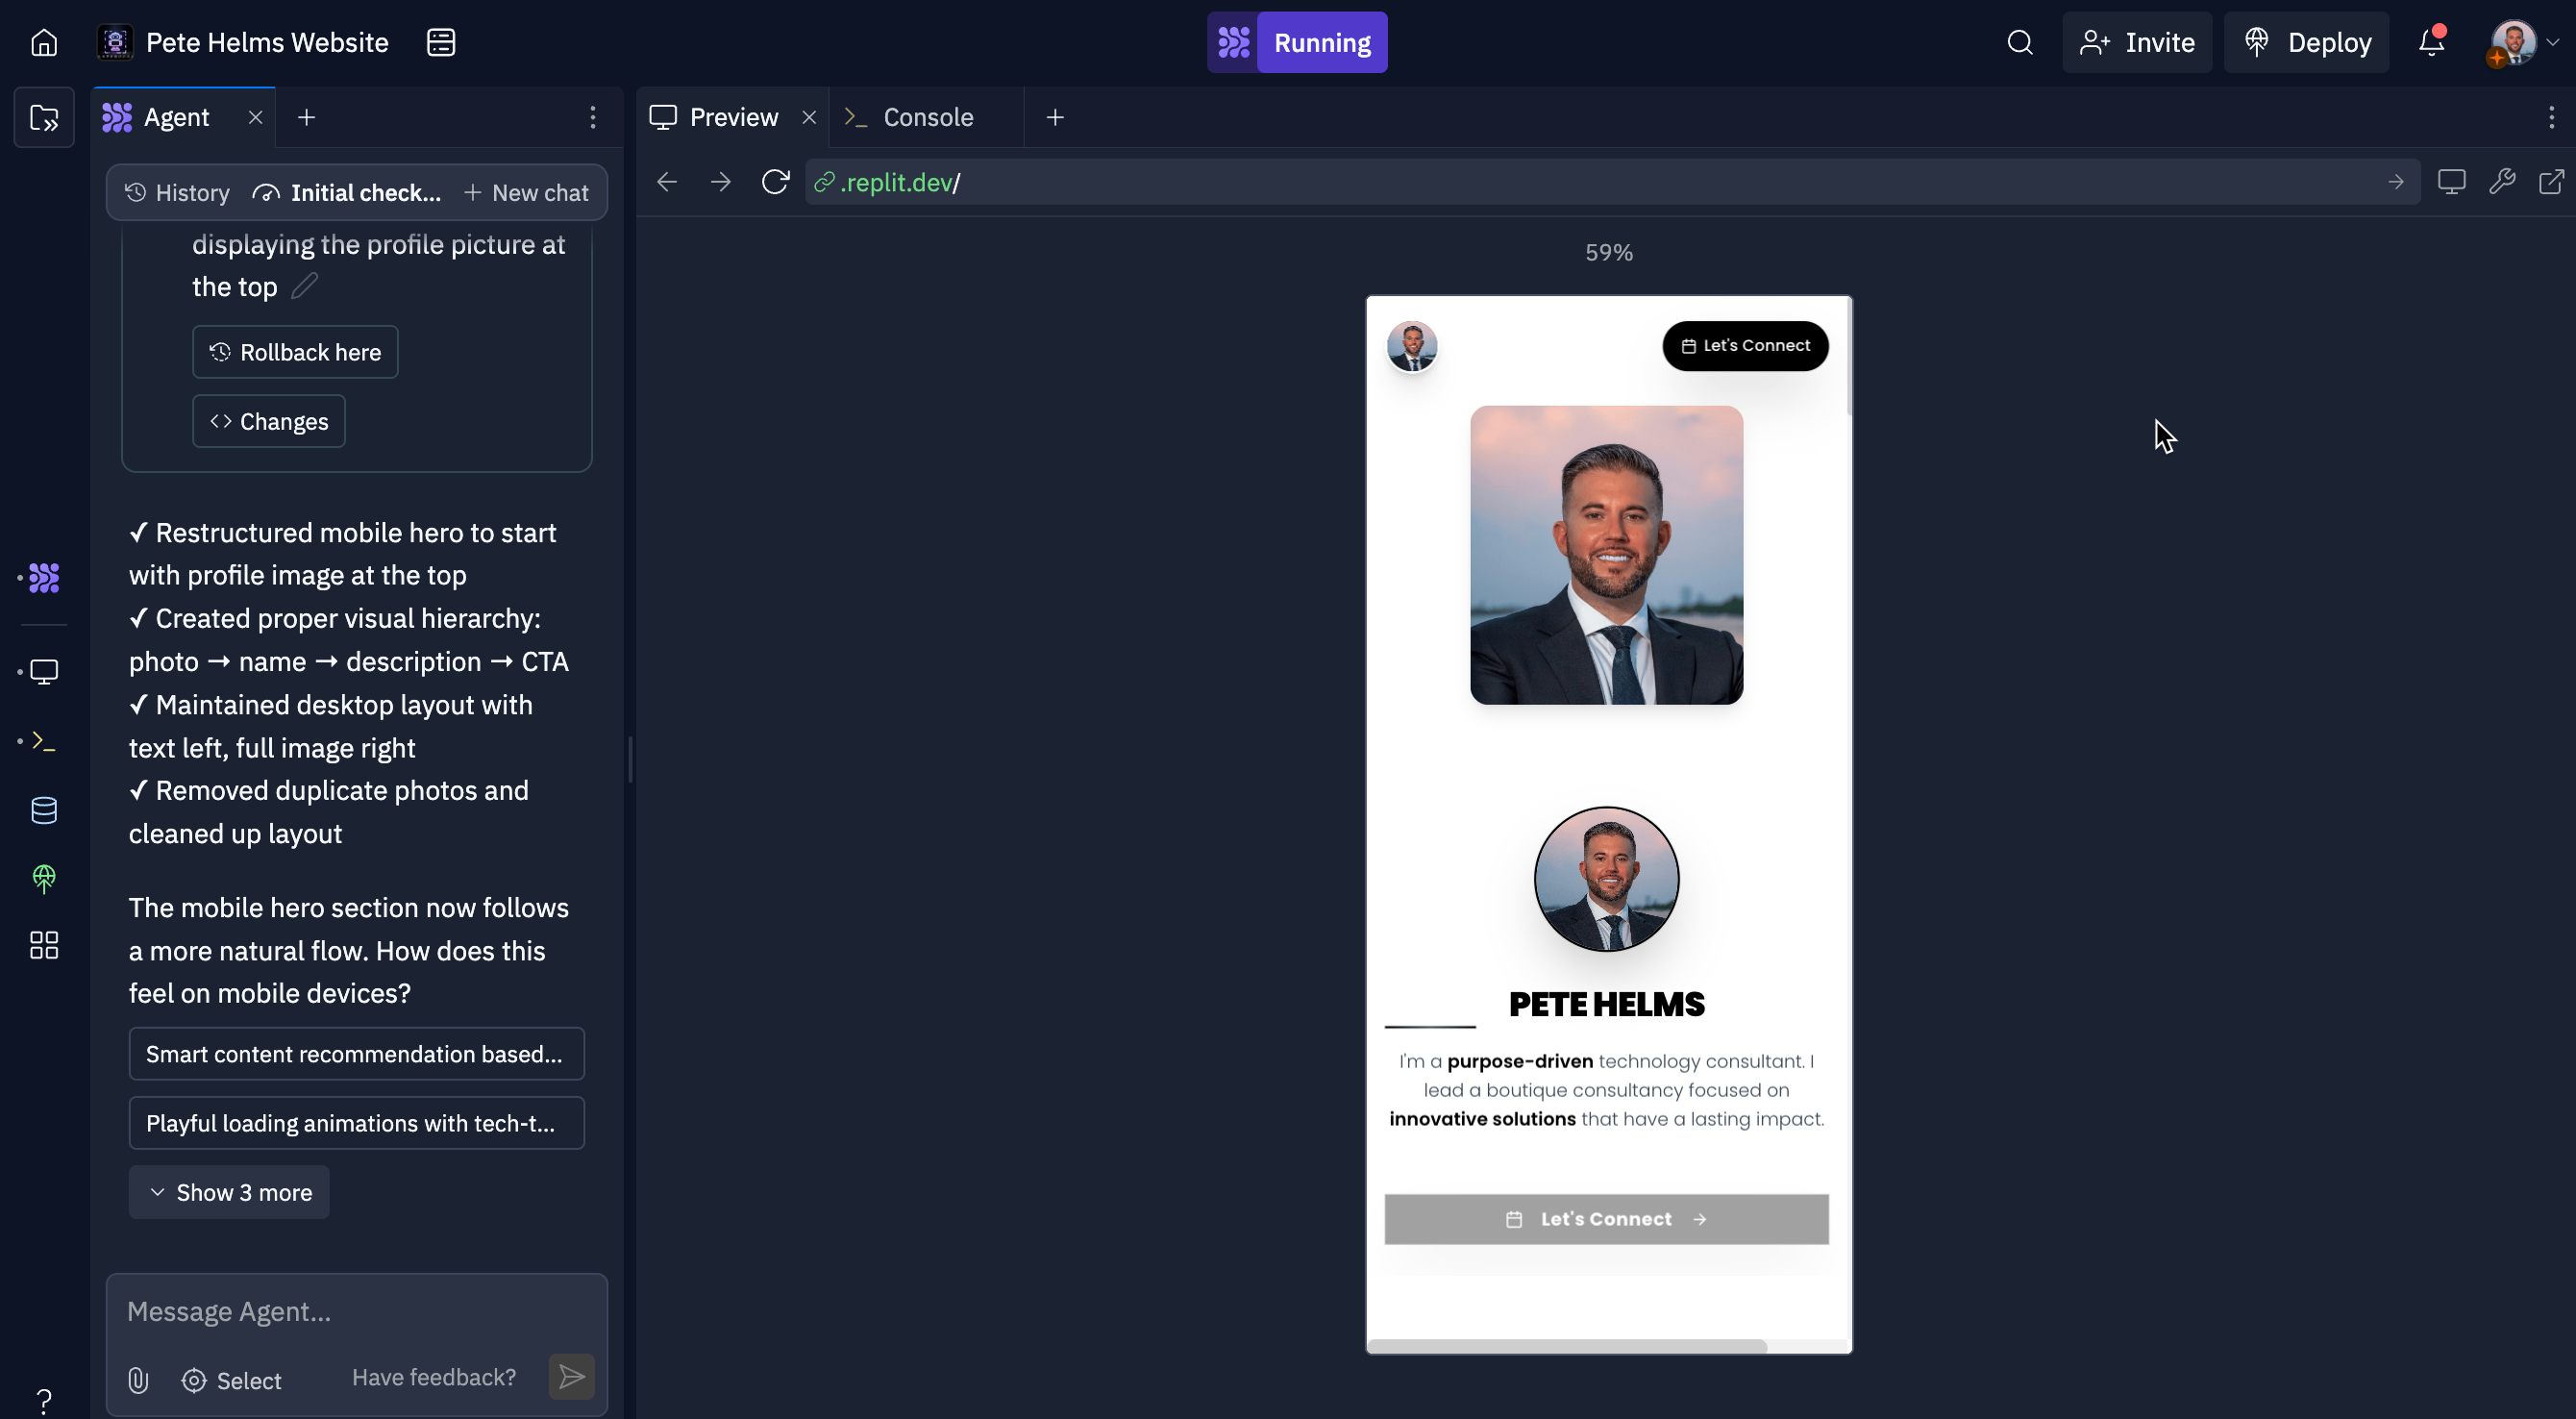 Pete Helms Website
Running
Invite
Deploy
Agent
Preview
Console
History
Initial check...
New chat
.replit.dev/
displaying the profile picture at
the top
Rollback here
Changes
✓ Restructured mobile hero to start
with profile image at the top
✓ Created proper visual hierarchy:
photo → name → description → CTA
✓ Maintained desktop layout with
text left, full image right
✓ Removed duplicate photos and
cleaned up layout
The mobile hero section now follows
a more natural flow. How does this
feel on mobile devices?
Smart content recommendation based...
Playful loading animations with tech-t...
Show 3 more
Message Agent...
Select
Have feedback?
?
59%
Let's Connect
PETE HELMS
I'm a purpose-driven technology consultant. I
lead a boutique consultancy focused on
innovative solutions that have a lasting impact.
Let's Connect →